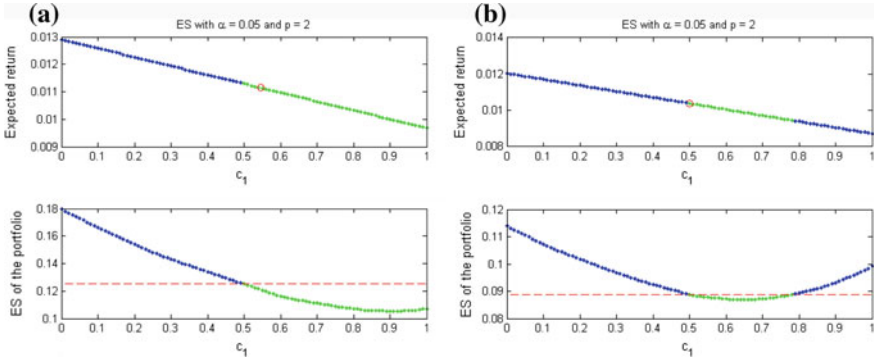 (a)
ES with α = 0.05 and p = 2
Expected return
0.013
0.012
0.011
0.01
0.009
0 0.1 0.2 0.3 0.4 0.5 0.6 0.7 0.8 0.9 1
c1
ES of the portfolio
0.18
0.16
0.14
0.12
0.1
0 0.1 0.2 0.3 0.4 0.5 0.6 0.7 0.8 0.9 1
c1
(b)
ES with α = 0.05 and p = 2
Expected return
0.014
0.012
0.01
0.008
0 0.1 0.2 0.3 0.4 0.5 0.6 0.7 0.8 0.9 1
c1
ES of the portfolio
0.12
0.11
0.1
0.09
0.08
0 0.1 0.2 0.3 0.4 0.5 0.6 0.7 0.8 0.9 1
c1